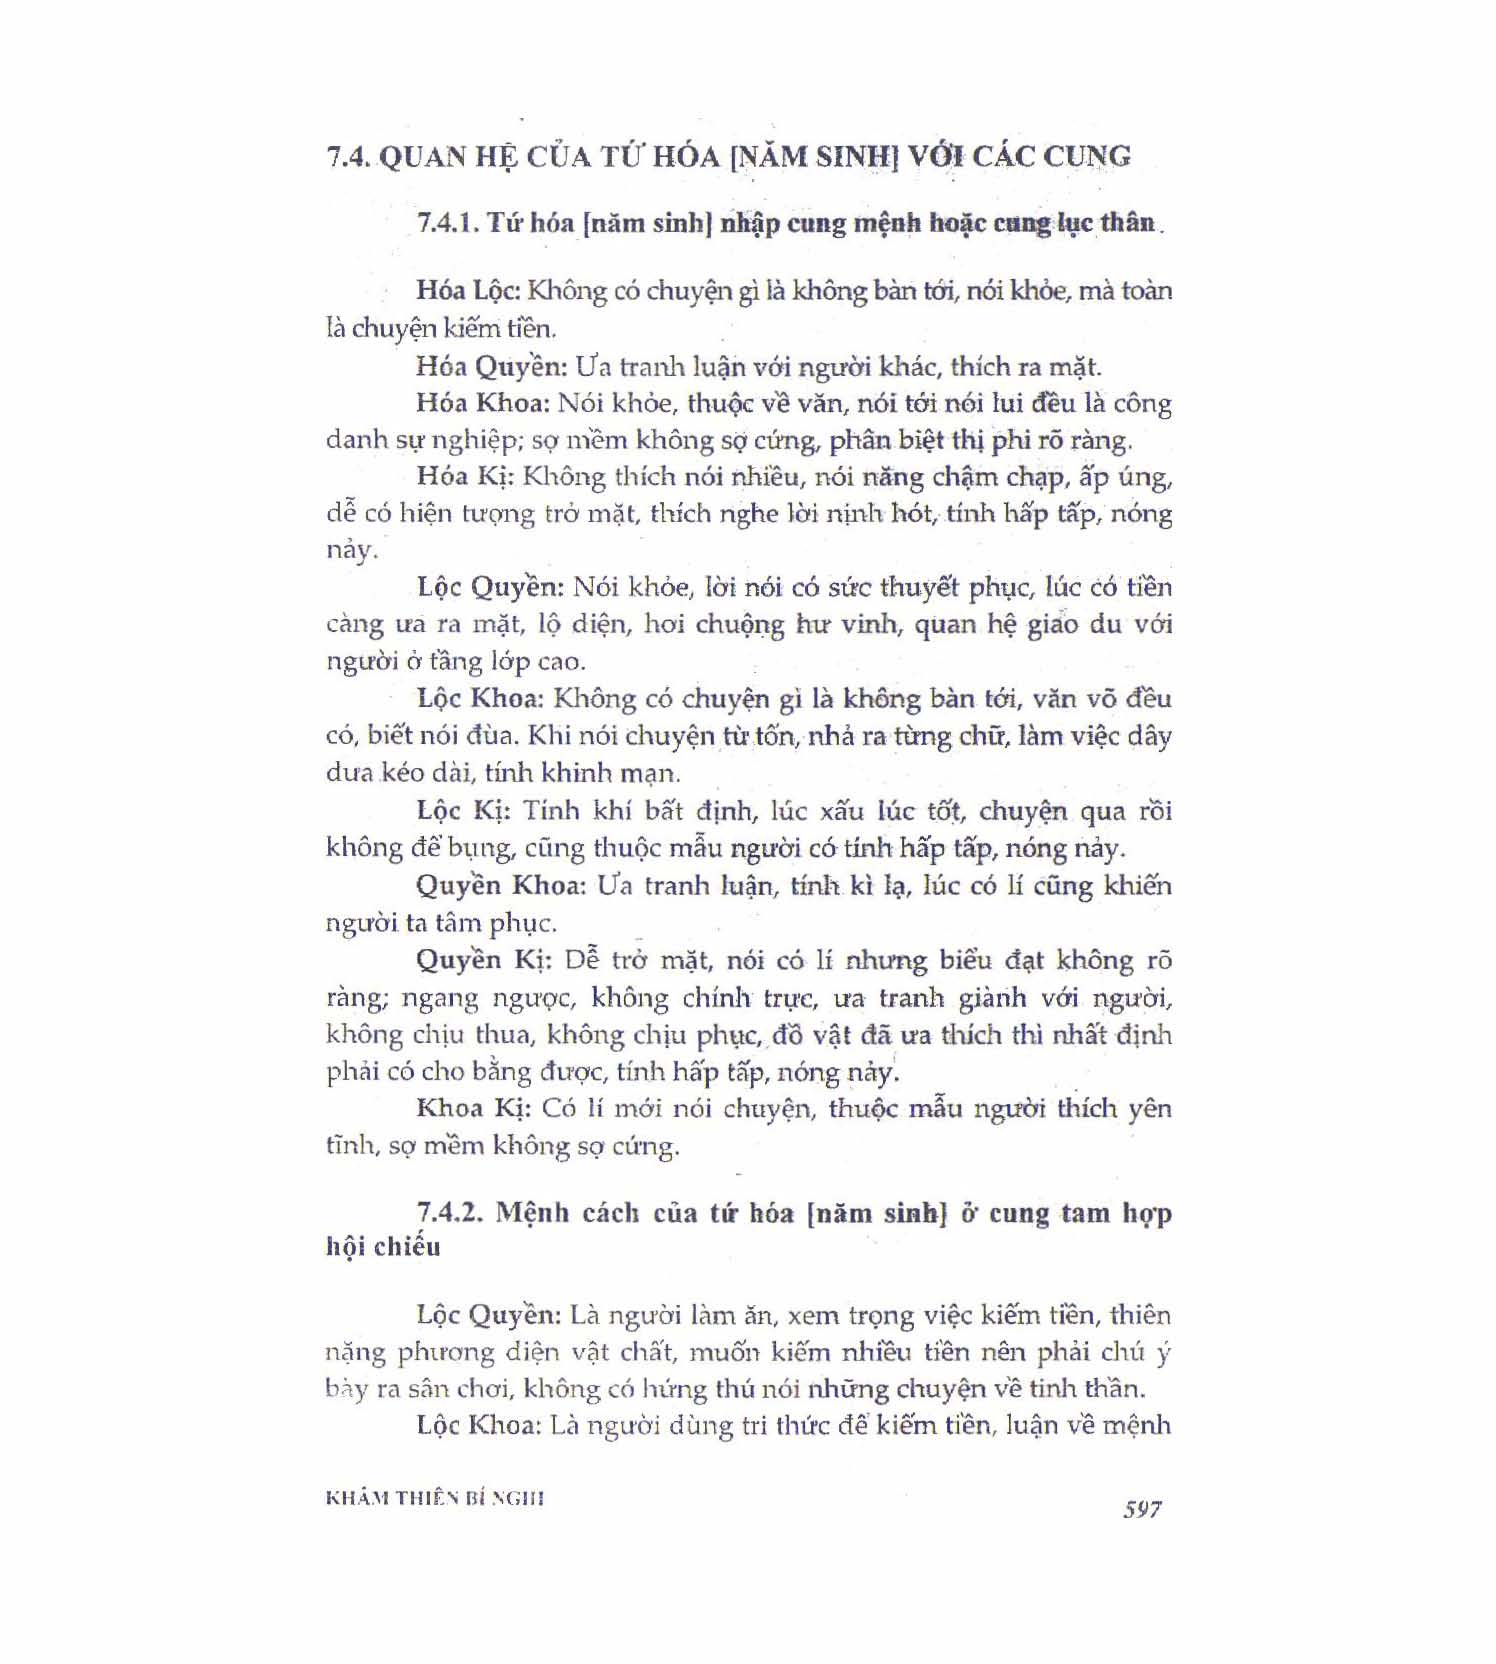 7.4. QUAN HỆ CỦA TỨ HÓA [NĂM SINH] VỚI CÁC CUNG
7.4.1. Tứ hóa [năm sinh] nhập cung mệnh hoặc cung lục thân
Hóa Lộc: Không có chuyện gì là không bàn tới, nói khỏe, mà toàn
là chuyện kiếm tiền.
Hóa Quyền: Ưa tranh luận với người khác, thích ra mặt.
Hóa Khoa: Nói khỏe, thuộc về văn, nói tới nói lui đều là công
danh sự nghiệp; sợ mềm không sợ cứng, phân biệt thị phi rõ ràng.
Hóa Kị: Không thích nói nhiều, nói năng chậm chạp, ấp úng,
dễ có hiện tượng trở mặt, thích nghe lời nịnh hót, tính hấp tấp, nóng
nảy.
Lộc Quyền: Nói khỏe, lời nói có sức thuyết phục, lúc có tiền
càng ưa ra mặt, lộ diện, hơi chuộng hư vinh, quan hệ giao du với
người ở tầng lớp cao.
Lộc Khoa: Không có chuyện gì là không bàn tới, văn võ đều
có, biết nói đùa. Khi nói chuyện từ tốn, nhả ra từng chữ, làm việc dây
dưa kéo dài, tính khinh mạn.
Lộc Kị: Tính khí bất định, lúc xấu lúc tốt, chuyện qua rồi
không để bụng, cũng thuộc mẫu người có tính hấp tấp, nóng nảy.
Quyền Khoa: Ưa tranh luận, tính kì lạ, lúc có lí cũng khiến
người ta tâm phục.
Quyền Kị: Dễ trở mặt, nói có lí nhưng biểu đạt không rõ
ràng; ngang ngược, không chính trực, ưa tranh giành với người,
không chịu thua, không chịu phục, đồ vật đã ưa thích thì nhất định
phải có cho bằng được, tính hấp tấp, nóng nảy.
Khoa Kị: Có lí mới nói chuyện, thuộc mẫu người thích yên
tĩnh, sợ mềm không sợ cứng.
7.4.2. Mệnh cách của tứ hóa [năm sinh] ở cung tam hợp
hội chiếu
Lộc Quyền: Là người làm ăn, xem trọng việc kiếm tiền, thiên
nặng phương diện vật chất, muốn kiếm nhiều tiền nên phải chú ý
bày ra sân chơi, không có hứng thú nói những chuyện về tinh thần.
Lộc Khoa: Là người dùng tri thức để kiếm tiền, luận về mệnh
KHÂM THIÊN BÍ NGHI
597